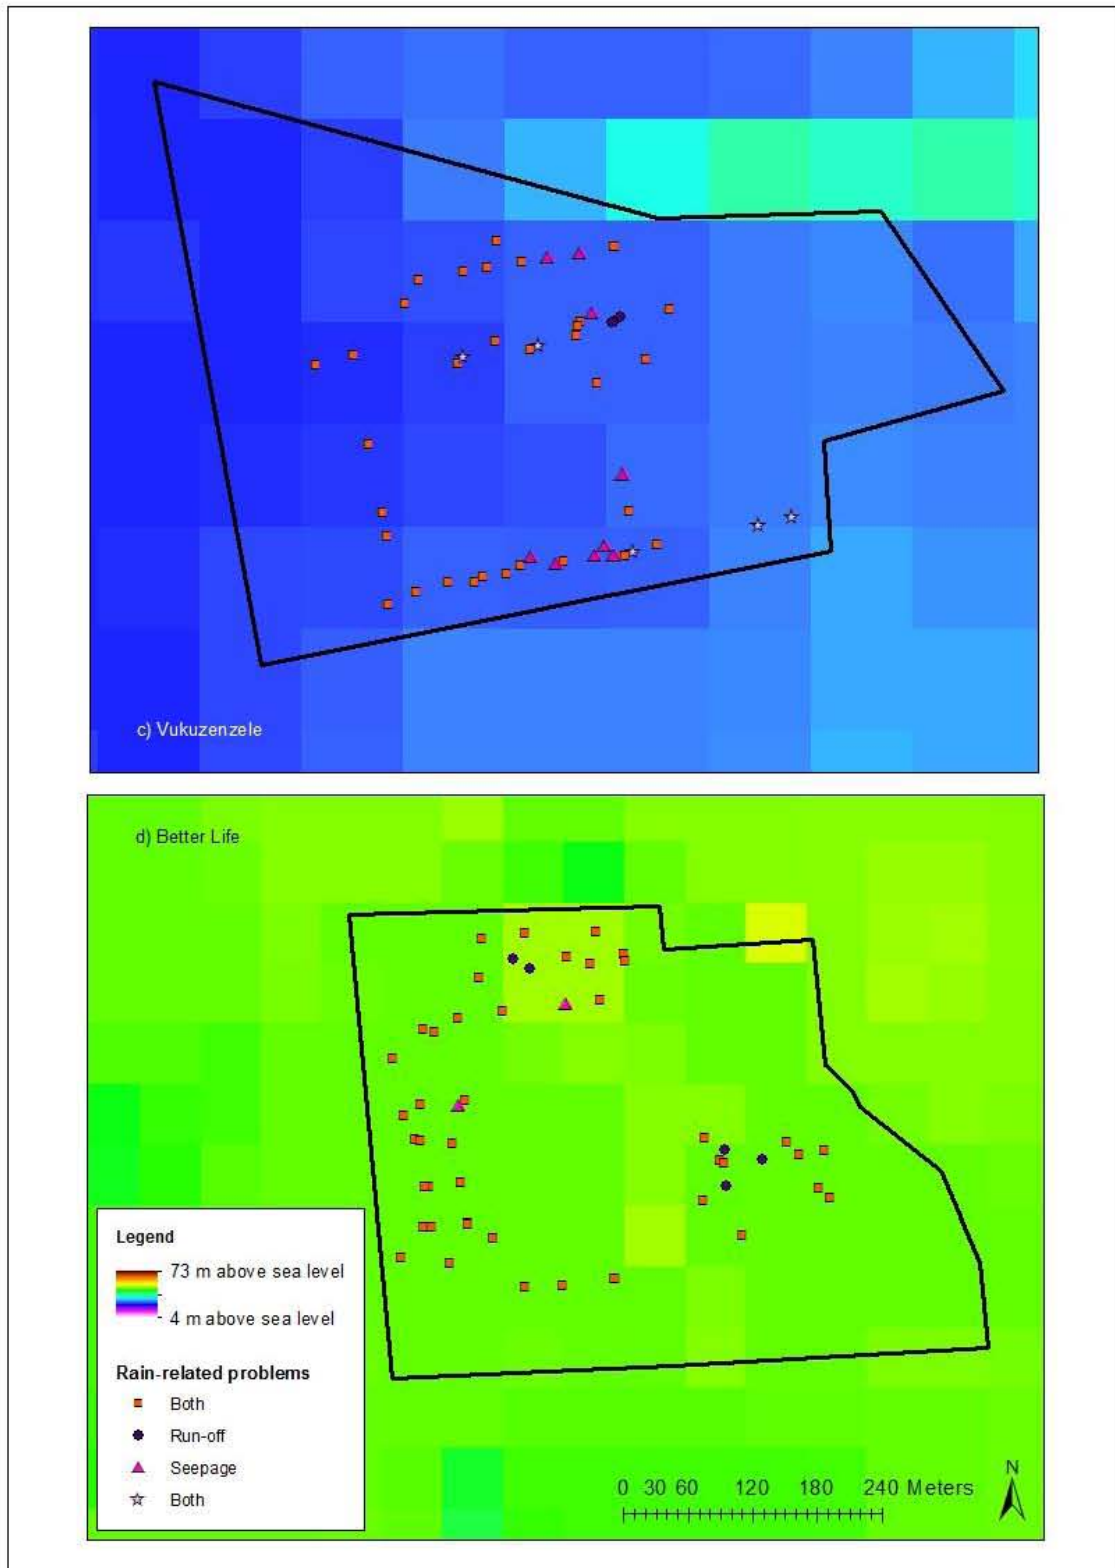 c) Vukuzenzele
d) Better Life
Legend
73 m above sea level
4 m above sea level
Rain-related problems
Both
Run-off
Seepage
Both
0 30 60 120 180 240 Meters
N